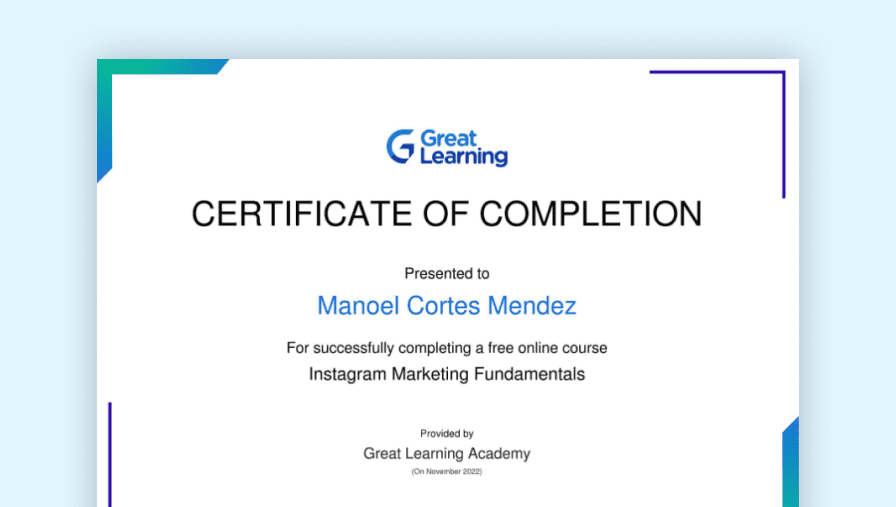 Great
Learning
CERTIFICATE OF COMPLETION
Presented to
Manoel Cortes Mendez
For successfully completing a free online course
Instagram Marketing Fundamentals
Provided by
Great Learning Academy
(On November 2022)